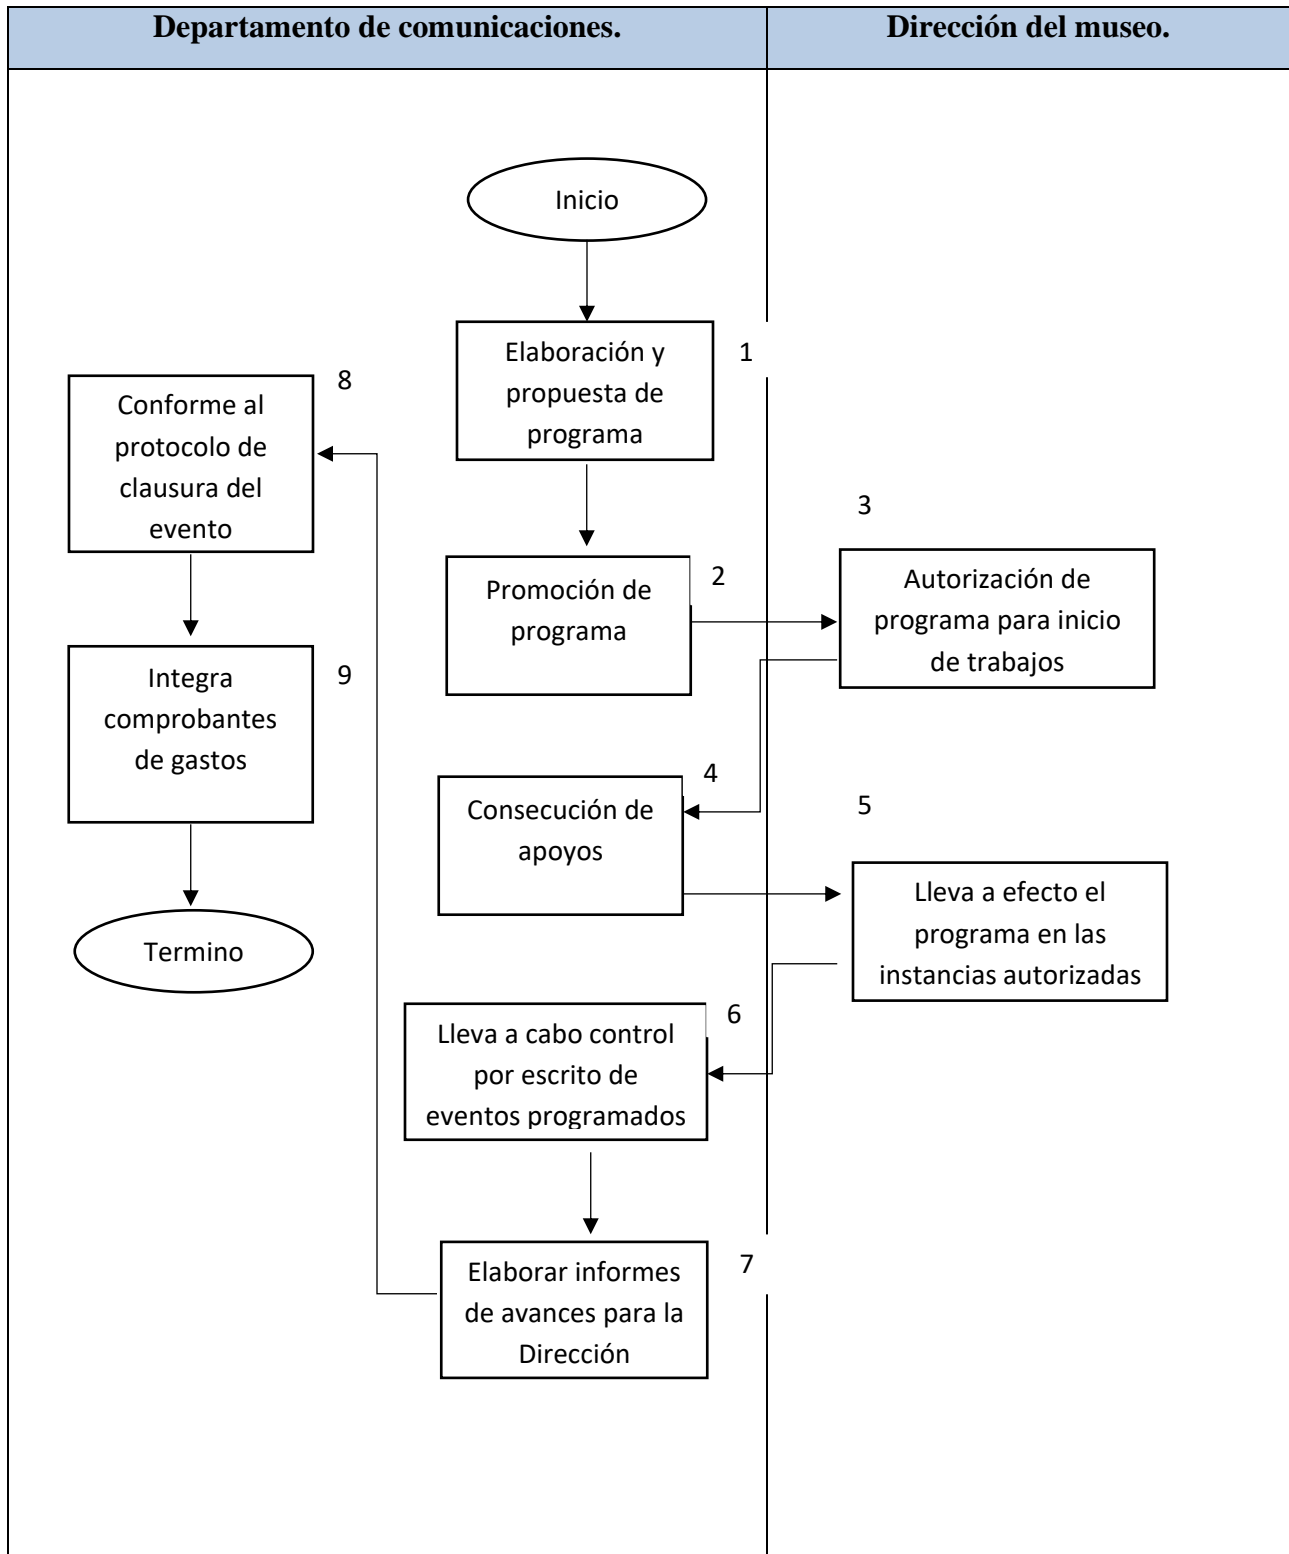 Departamento de comunicaciones.
Dirección del museo.
Inicio
1
Elaboración y
propuesta de
programa
2
Promoción de
programa
3
Autorización de
programa para inicio
de trabajos
4
Consecución de
apoyos
5
Lleva a efecto el
programa en las
instancias autorizadas
6
Lleva a cabo control
por escrito de
eventos programados
7
Elaborar informes
de avances para la
Dirección
8
Conforme al
protocolo de
clausura del
evento
9
Integra
comprobantes
de gastos
Termino